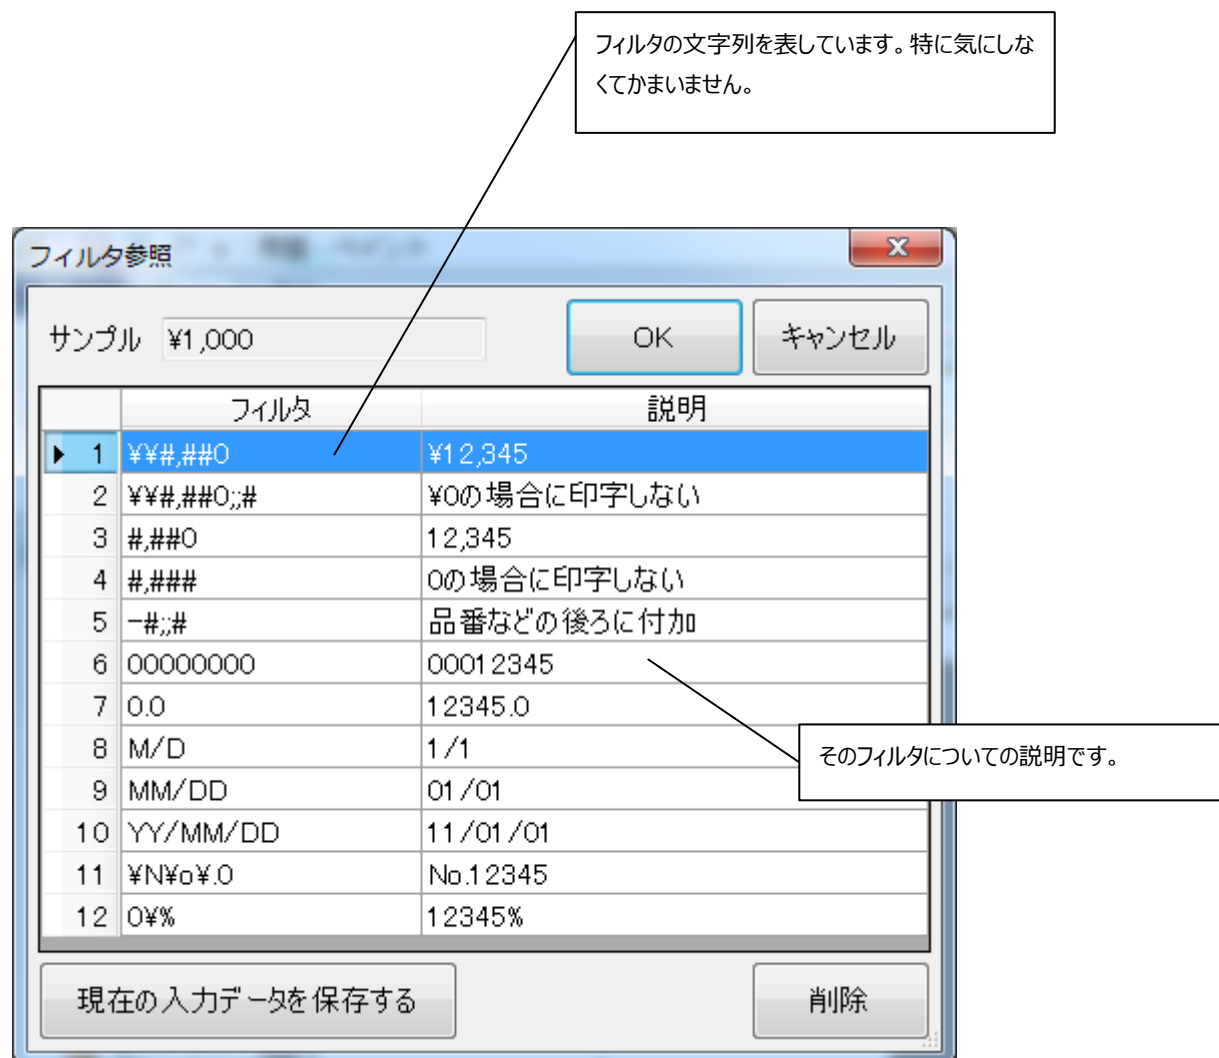 フィルタの文字列を表しています。特に気にしな
くてかまいません。
フィルタ参照
サンプル ¥1,000 OK キャンセル
フィルタ 説明
1 ¥¥#,##0 ¥12,345
2 ¥¥#,##0;;# ¥0の場合に印字しない
3 #,##0 12,345
4 #,### 0の場合に印字しない
5 -#;;# 品番などの後ろに付加
6 00000000 00012345
7 0.0 12345.0
8 M/D 1/1
そのフィルタについての説明です。
9 MM/DD 01/01
10 YY/MM/DD 11/01/01
11 ¥N¥o¥.0 No.12345
12 0¥% 12345%
現在の入力データを保存する 削除